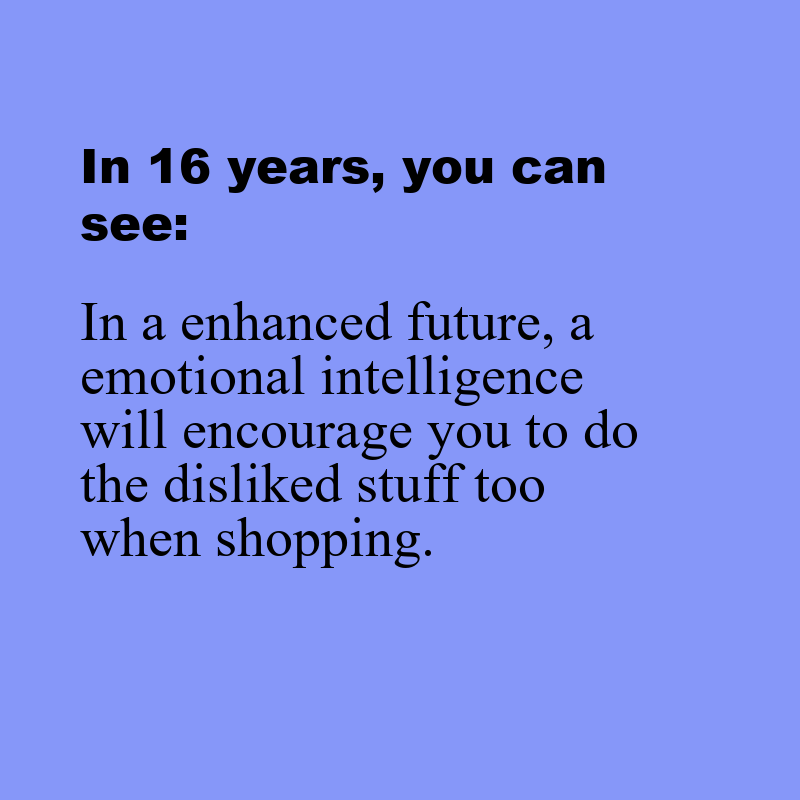 In 16 years, you can
see:
In a enhanced future, a
emotional intelligence
will encourage you to do
the disliked stuff too
when shopping.